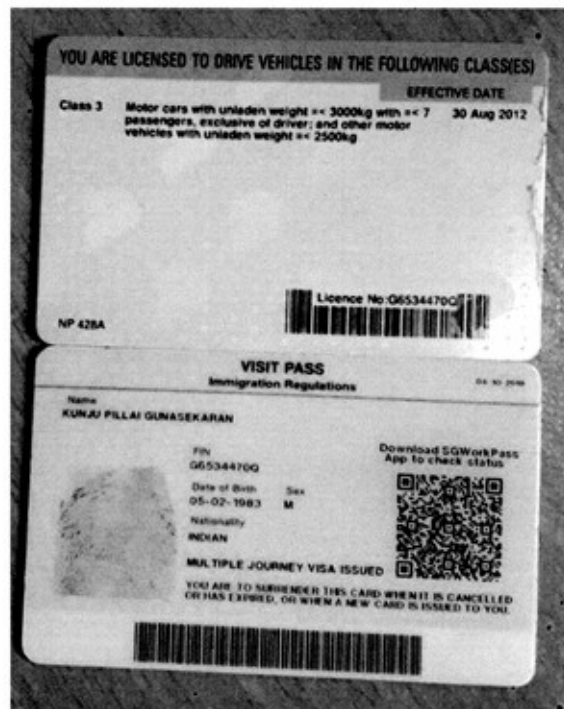 YOU ARE LICENSED TO DRIVE VEHICLES IN THE FOLLOWING CLASS(ES)
EFFECTIVE DATE
Class 3 Motor cars with unladen weight =< 3000kg with =< 7 30 Aug 2012
passengers, exclusive of driver; and other motor
vehicles with unladen weight =< 2500kg
Licence No:G6534470Q
NP 428A
VISIT PASS
Immigration Regulations
Name
KUNJU PILLAI GUNASEKARAN
FIN
G6534470Q
Download SGWorkPass
App to check status
Date of Birth Sex
05-02-1983 M
Nationality
INDIAN
MULTIPLE JOURNEY VISA ISSUED
YOU ARE TO SURRENDER THIS CARD WHEN IT IS CANCELLED
OR HAS EXPIRED, OR WHEN A NEW CARD IS ISSUED TO YOU.